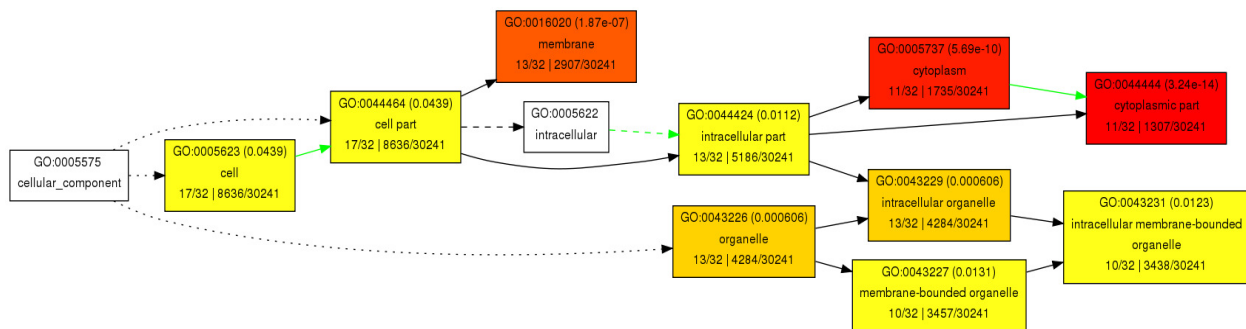 GO:0016020 (1.87e-07)
membrane
13/32 | 2907/30241
GO:0005737 (5.69e-10)
cytoplasm
11/32 | 1735/30241
GO:0044444 (3.24e-14)
cytoplasmic part
11/32 | 1307/30241
GO:0044464 (0.0439)
cell part
17/32 | 8636/30241
GO:0005622
intracellular
GO:0044424 (0.0112)
intracellular part
13/32 | 5186/30241
GO:0005575
cellular_component
GO:0005623 (0.0439)
cell
17/32 | 8636/30241
GO:0043229 (0.000606)
intracellular organelle
13/32 | 4284/30241
GO:0043231 (0.0123)
intracellular membrane-bounded
organelle
10/32 | 3438/30241
GO:0043226 (0.000606)
organelle
13/32 | 4284/30241
GO:0043227 (0.0131)
membrane-bounded organelle
10/32 | 3457/30241